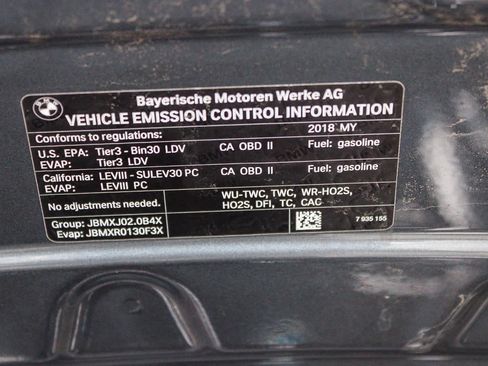 BMW
Bayerische Motoren Werke AG
VEHICLE EMISSION CONTROL INFORMATION
Conforms to regulations: 2018 MY
U.S. EPA: Tier3 - Bin30 LDV CA OBD II Fuel: gasoline
EVAP: Tier3 LDV
California: LEVIII - SULEV30 PC CA OBD II Fuel: gasoline
EVAP: LEVIII PC
No adjustments needed. WU-TWC, TWC, WR-HO2S,
HO2S, DFI, TC, CAC
Group: JBMXJ02.0B4X
Evap: JBMXR0130F3X 7 935 155